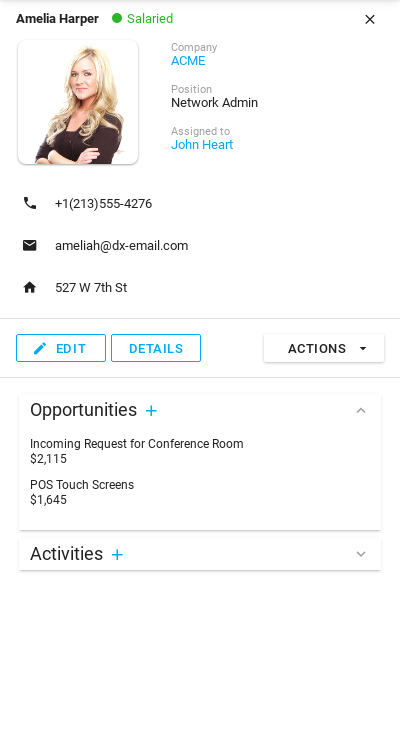 Amelia Harper Salaried
Company
ACME
Position
Network Admin
Assigned to
John Heart
+1(213)555-4276
ameliah@dx-email.com
527 W 7th St
EDIT DETAILS ACTIONS
Opportunities +
Incoming Request for Conference Room
$2,115
POS Touch Screens
$1,645
Activities +